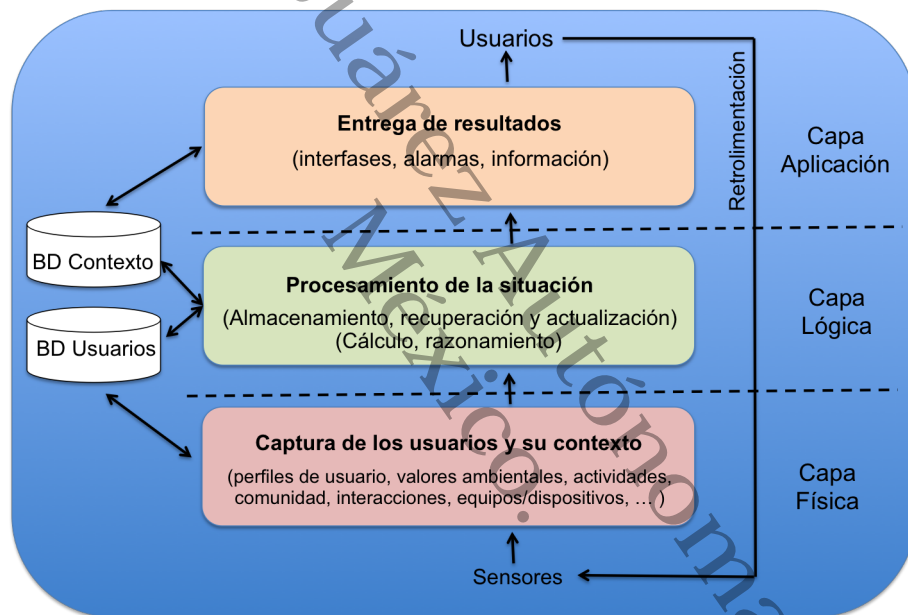 Usuarios
Entrega de resultados
(interfases, alarmas, información)
Retrolimentación
Capa
Aplicación
BD Contexto
BD Usuarios
Procesamiento de la situación
(Almacenamiento, recuperación y actualización)
(Cálculo, razonamiento)
Capa
Lógica
Captura de los usuarios y su contexto
(perfiles de usuario, valores ambientales, actividades,
comunidad, interacciones, equipos/dispositivos, ... )
Capa
Física
Sensores
uárez Autónoma
México.